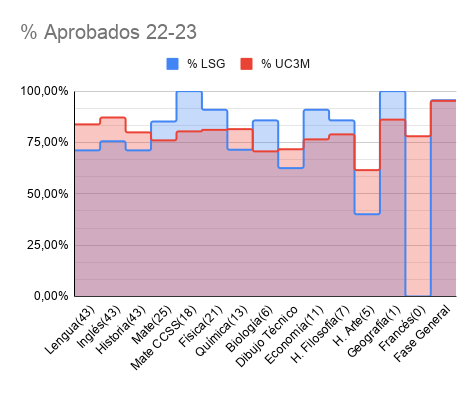 % Aprobados 22-23
% LSG
% UC3M
100,00%
75,00%
50,00%
25,00%
0,00%
Lengua(43)
Inglés(43)
Historia(43)
Mate(25)
Mate CCSS(18)
Física(21)
Química(13)
Biología(6)
Dibujo Técnico
Economía(11)
H. Filosofía(7)
H. Arte(5)
Geografía(1)
Francés(0)
Fase General